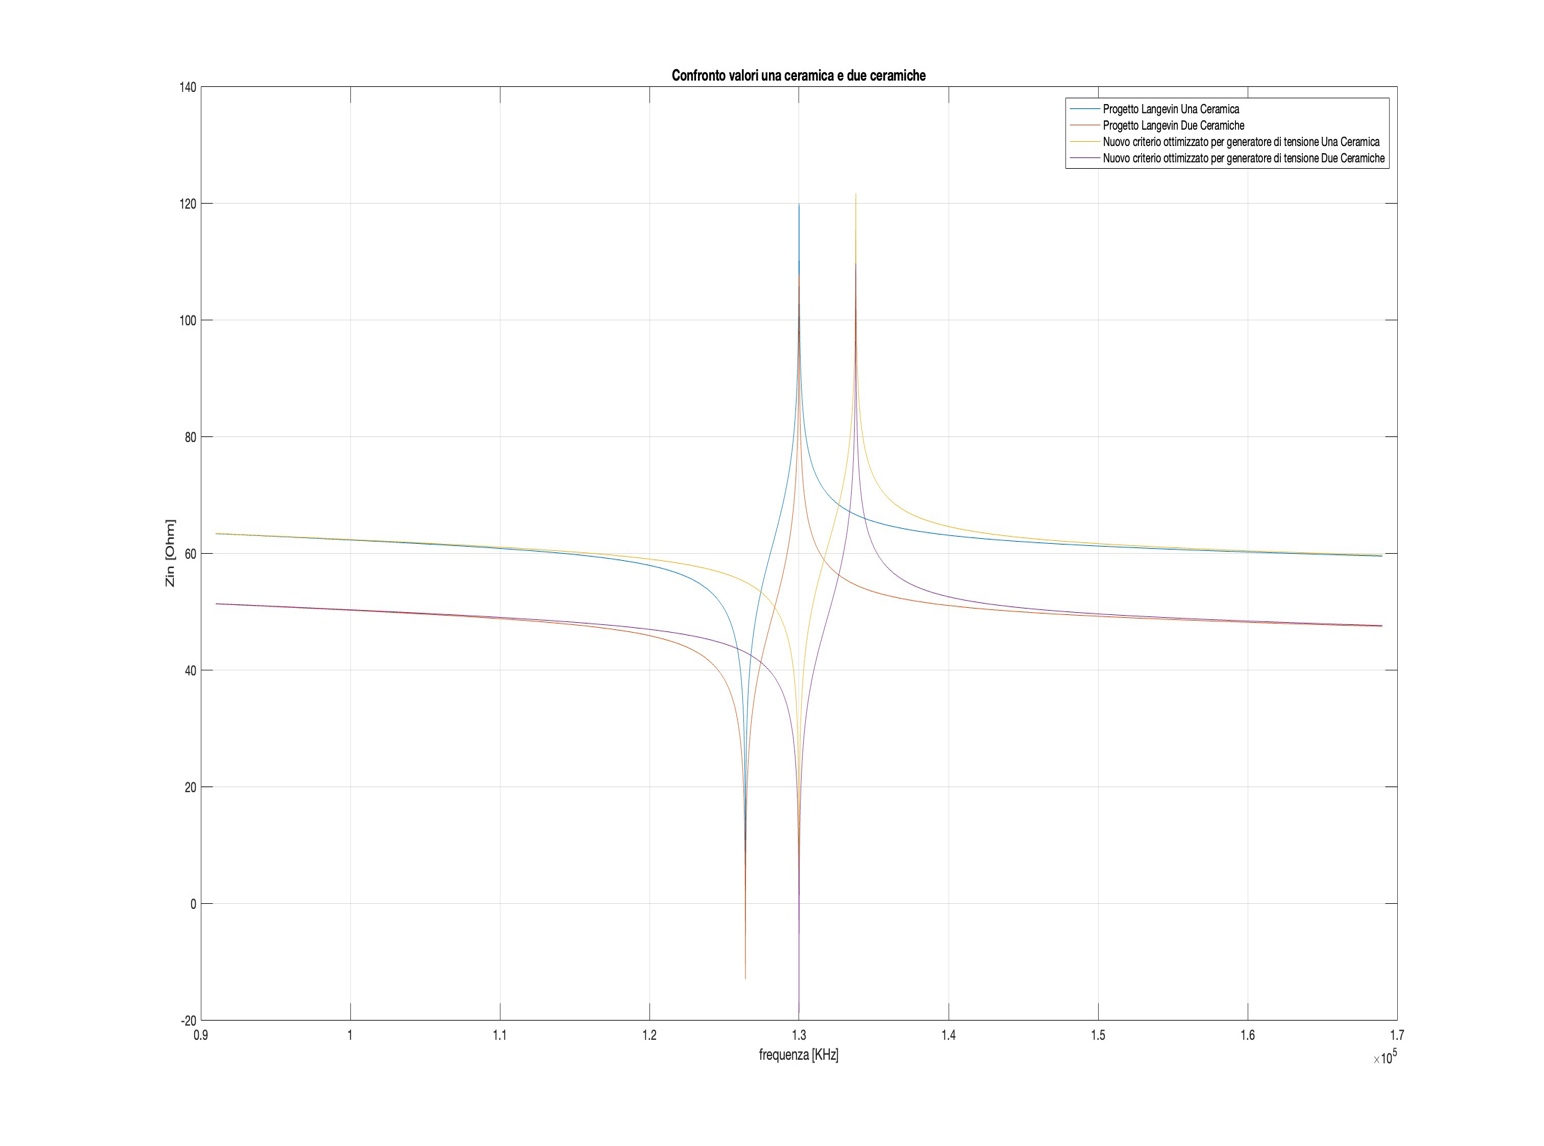 Confronto valori una ceramica e due ceramiche
140
120
100
80
60
40
20
0
-20
Zin [Ohm]
Progetto Langevin Una Ceramica
Progetto Langevin Due Ceramiche
Nuovo criterio ottimizzato per generatore di tensione Una Ceramica
Nuovo criterio ottimizzato per generatore di tensione Due Ceramiche
0.9 1 1.1 1.2 1.3 1.4 1.5 1.6 1.7
frequenza [KHz]
×10^5